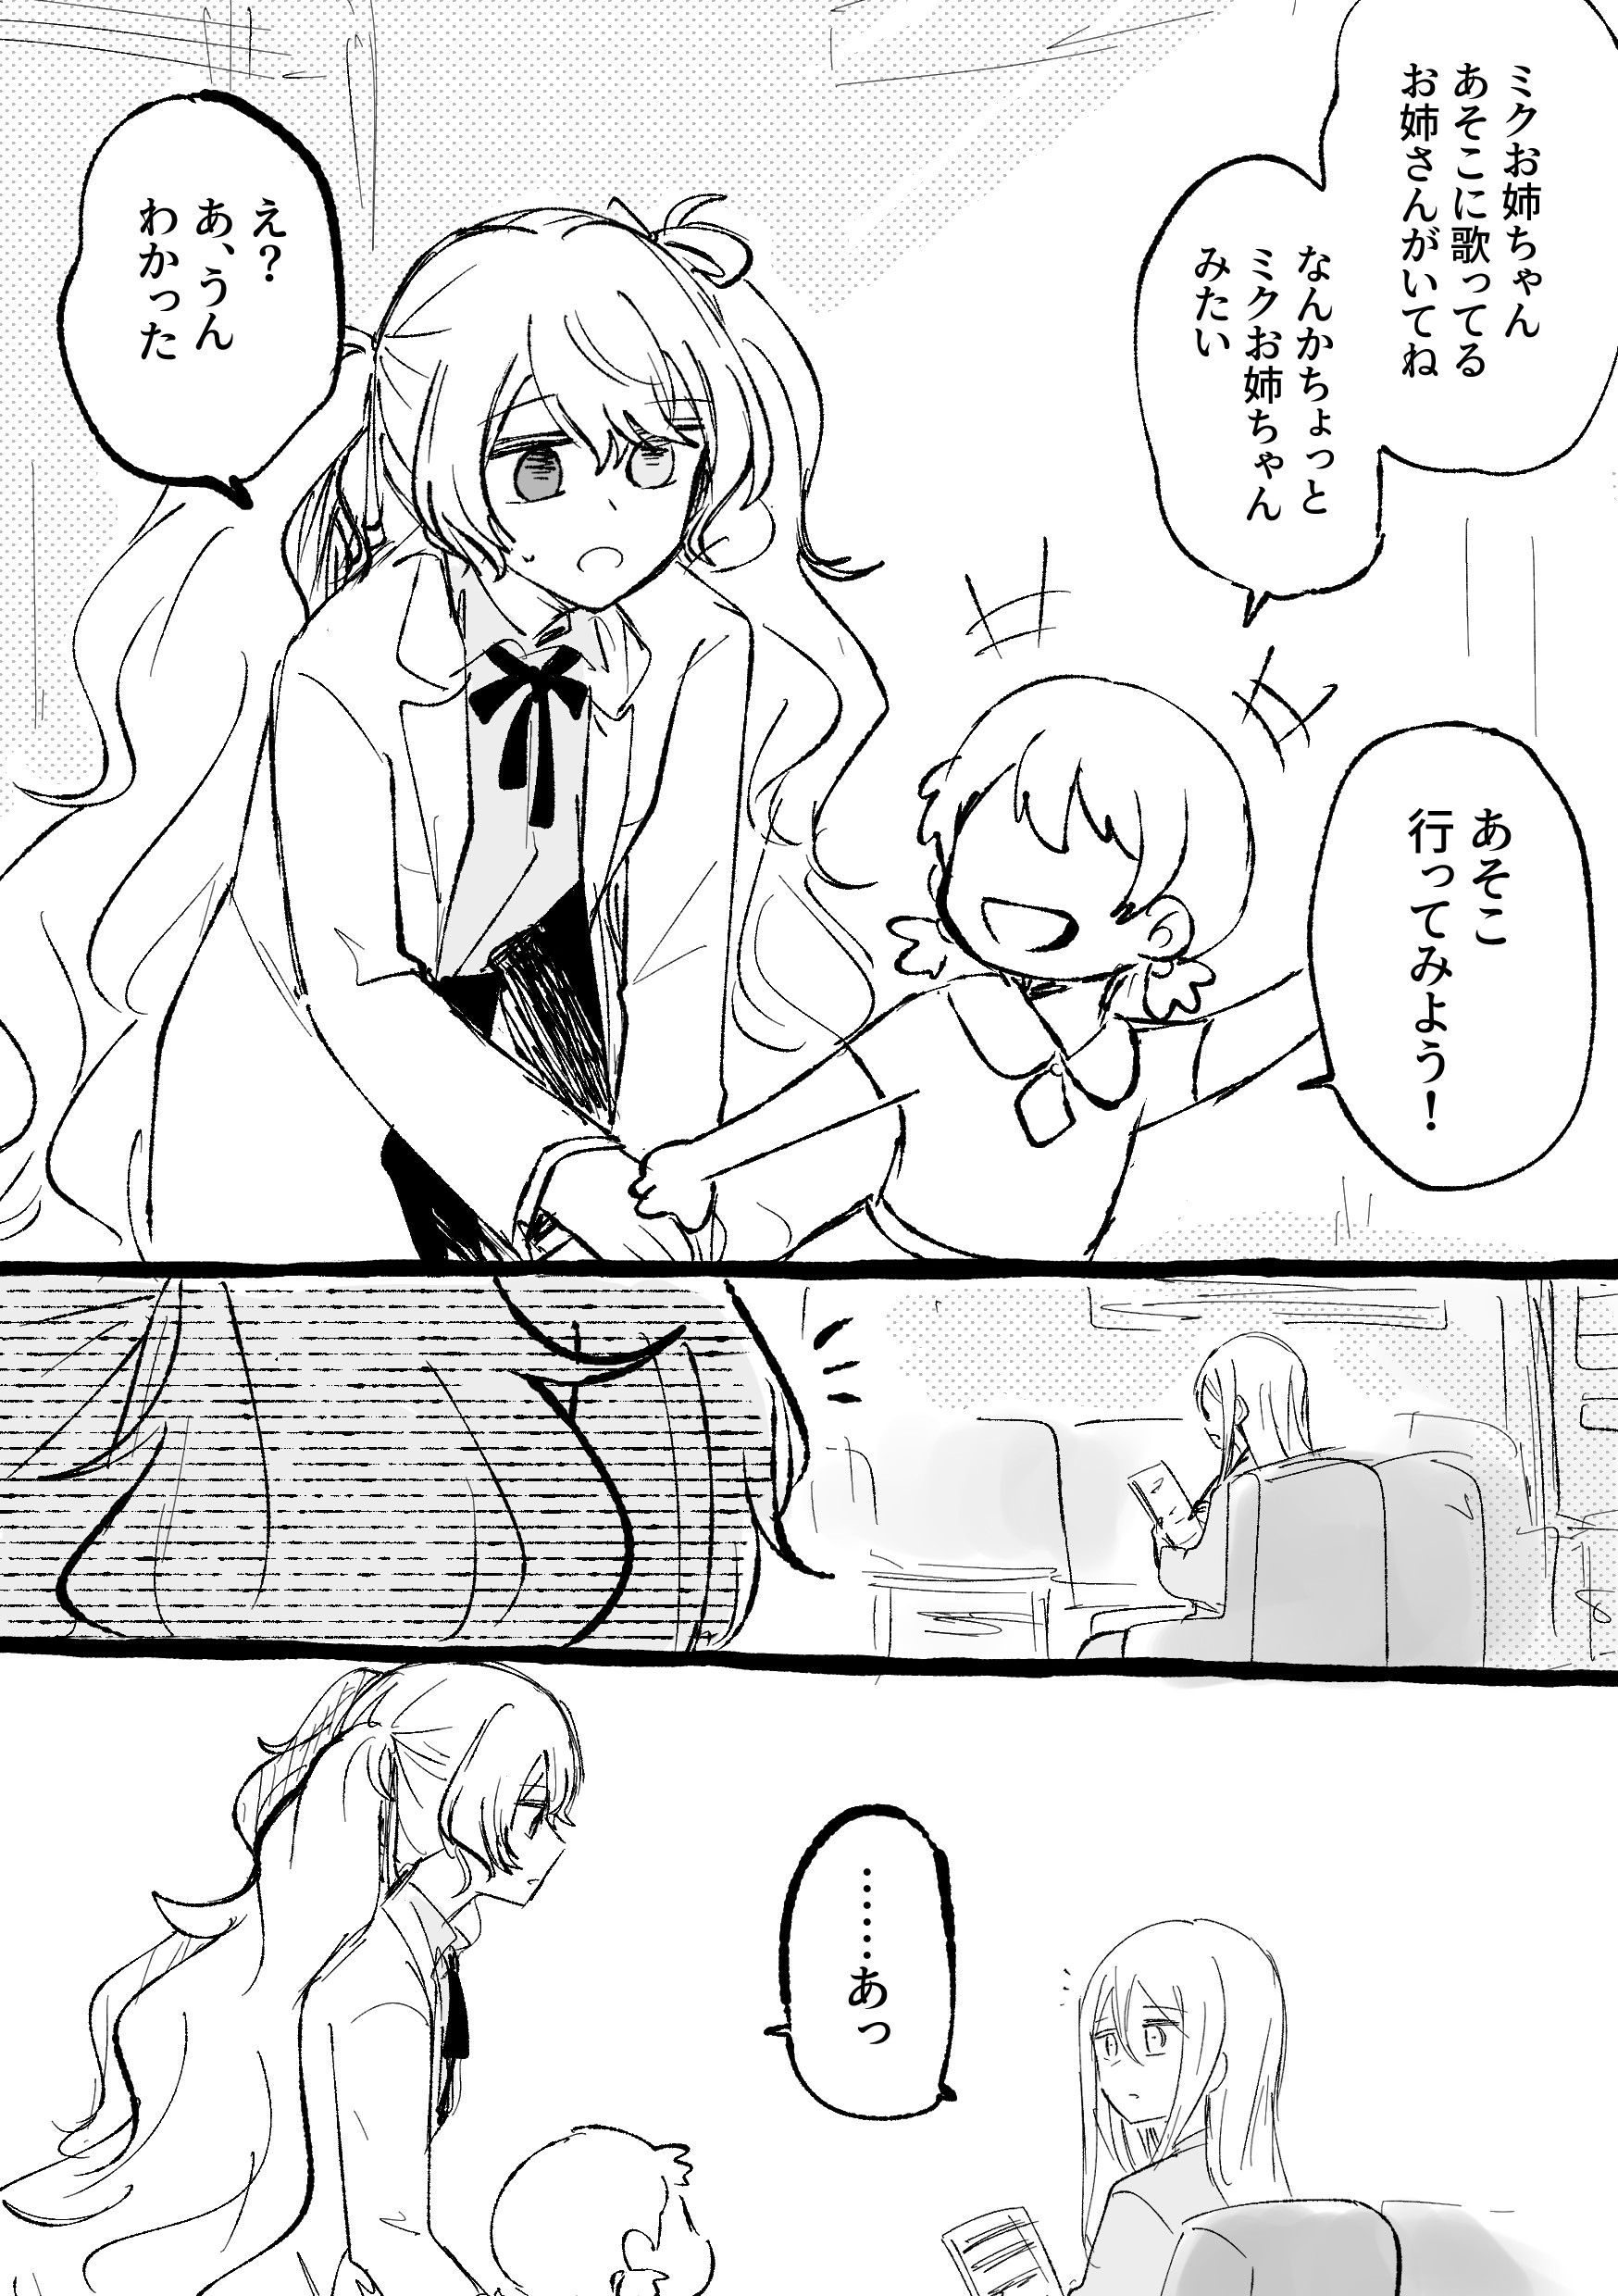 ミクお姉ちゃん
あそこに歌ってる
お姉さんがいてね
なんかちょっと
ミクお姉ちゃん
みたい
え?
あ、うん
わかった
あそこ
行ってみよう!
……あっ